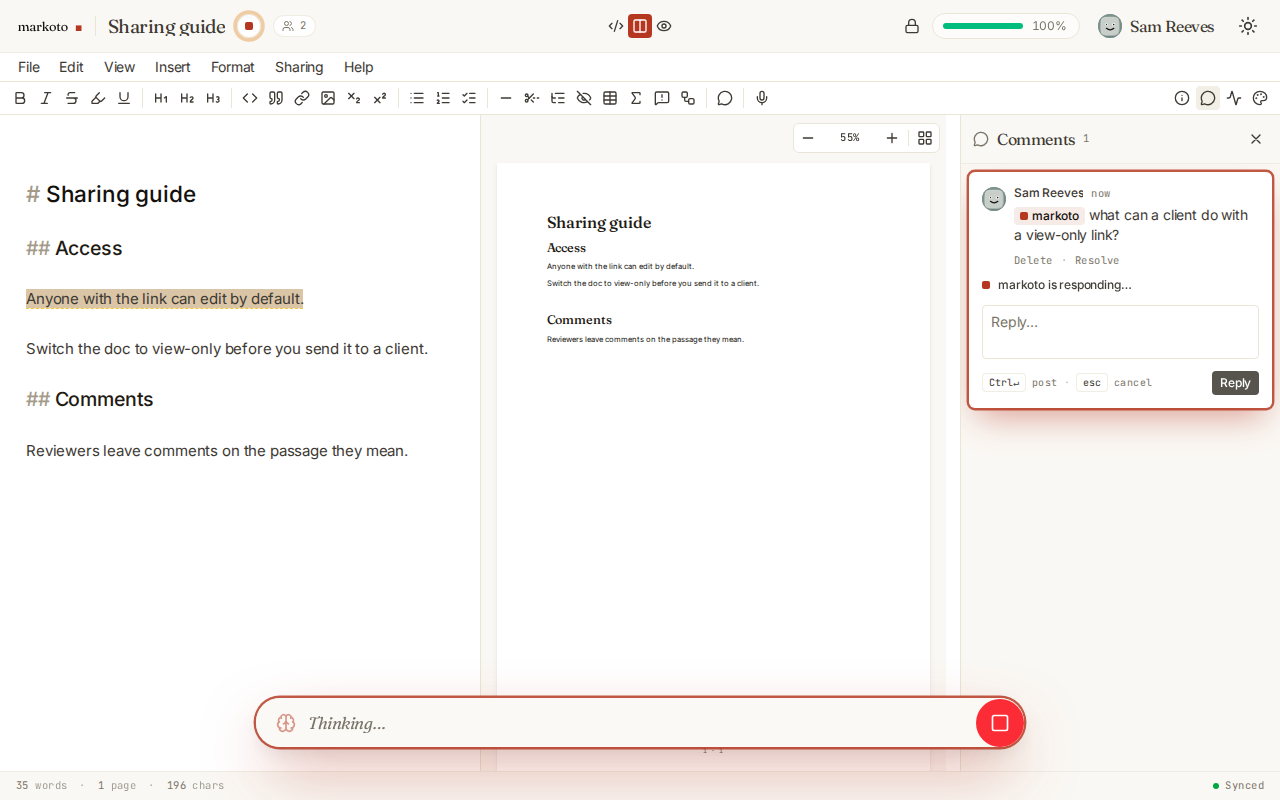 markoto
Sharing guide
2
100%
Sam Reeves
File Edit View Insert Format Sharing Help
H1 H2 H3
55%
Comments 1
# Sharing guide
## Access
Anyone with the link can edit by default.
Switch the doc to view-only before you send it to a client.
## Comments
Reviewers leave comments on the passage they mean.
Sharing guide
Access
Anyone with the link can edit by default.
Switch the doc to view-only before you send it to a client.
Comments
Reviewers leave comments on the passage they mean.
Sam Reeves now
markoto what can a client do with
a view-only link?
Delete · Resolve
markoto is responding...
Reply...
Ctrl↵ post · esc cancel
Reply
Thinking...
35 words · 1 page · 196 chars
Synced